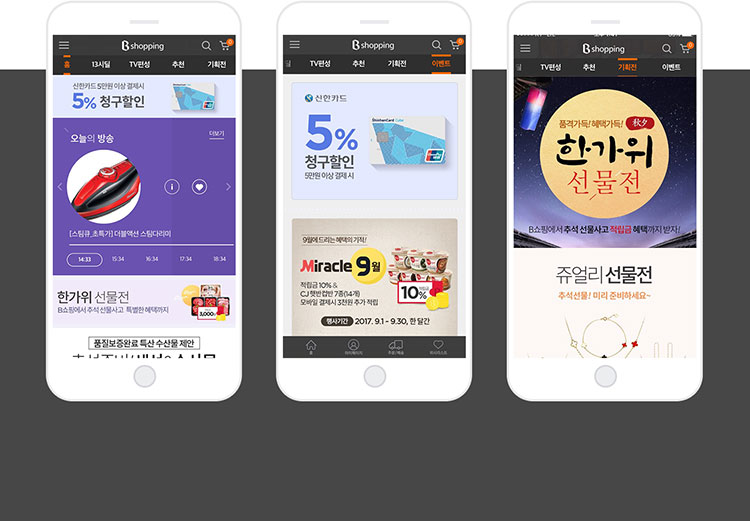 B shopping
홈 13시딜 TV편성 추천 기획전
신한카드 5만원 이상 결제시
5% 청구할인
오늘의 방송 더보기
[스팀큐_초특가] 더블액션 스팀다리미
14:33 15:34 16:34 17:34 18:34
한가위 선물전
B쇼핑에서 추석 선물사고 특별한 혜택까지
3,000
품질보증완료 특산 수산물 제안
B shopping
딜 TV편성 추천 기획전 이벤트
신한카드
5%
청구할인
5만원 이상 결제 시
ShinhanCard Cube
9월에 드리는 혜택의 기적!
Miracle 9월
적립금 10% &
CJ 햇반컵반 7종(14개)
모바일 결제시 3천원 추가 적립
10%
행사기간 2017. 9.1 - 9.30, 한 달간
홈 마이페이지 주문/배송 위시리스트
B shopping
딜 TV편성 추천 기획전 이벤트
품격가득! 혜택가득! 秋夕
한가위
선물전
B쇼핑에서 추석 선물사고 적립금 혜택까지 받자!
쥬얼리 선물전
추석선물! 미리 준비하세요~